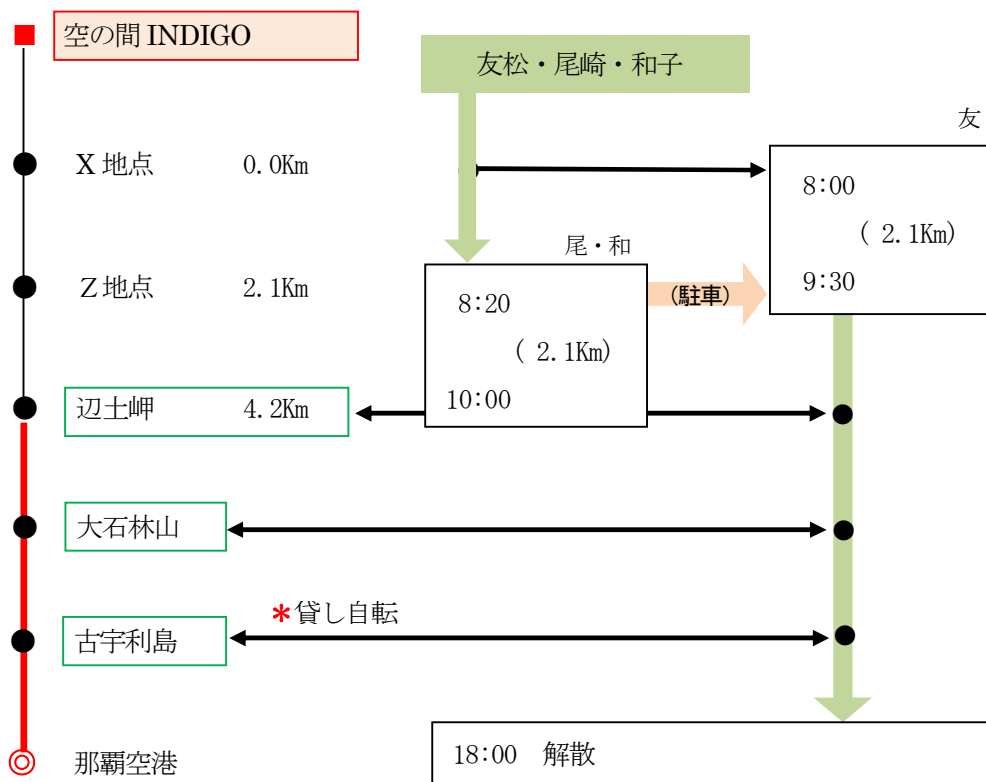 空の間 INDIGO
友松・尾崎・和子
友
X 地点 0.0Km
8:00
( 2.1Km)
9:30
尾・和
Z 地点 2.1Km
(駐車)
8:20
( 2.1Km)
10:00
辺土岬 4.2Km
大石林山
*貸し自転
古宇利島
那覇空港
18:00 解散